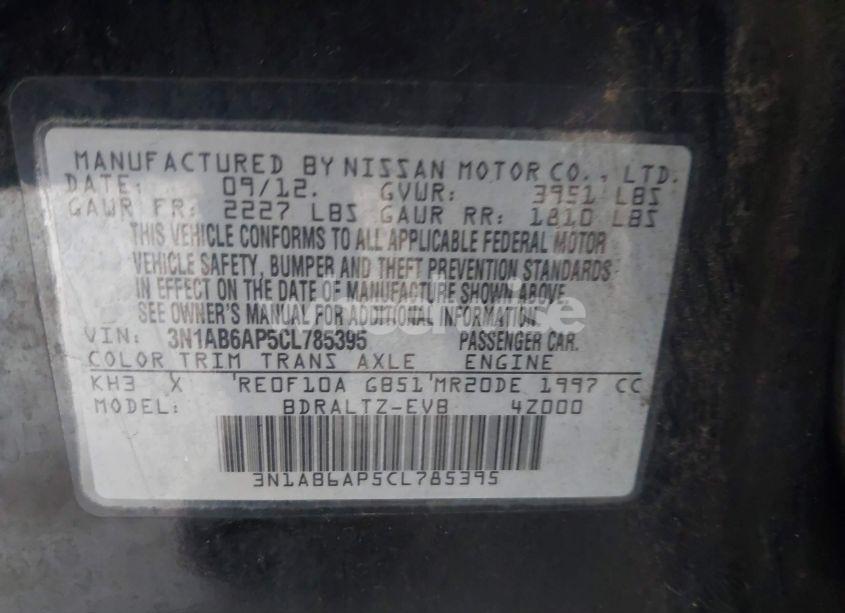 MANUFACTURED BY NISSAN MOTOR CO., LTD.
DATE: 09/12. GVWR: 3951 LBS
GAWR FR: 2227 LBS GAWR RR: 1810 LBS
THIS VEHICLE CONFORMS TO ALL APPLICABLE FEDERAL MOTOR
VEHICLE SAFETY, BUMPER AND THEFT PREVENTION STANDARDS
IN EFFECT ON THE DATE OF MANUFACTURE SHOWN ABOVE.
SEE OWNER'S MANUAL FOR ADDITIONAL INFORMATION.
VIN: 3N1AB6AP5CL785395 PASSENGER CAR.
COLOR TRIM TRANS AXLE ENGINE
KH3 X 'RE0F10A GB51'MR20DE 1997 CC
MODEL: BDRALTZ-EVB 4Z000
3N1AB6AP5CL785395